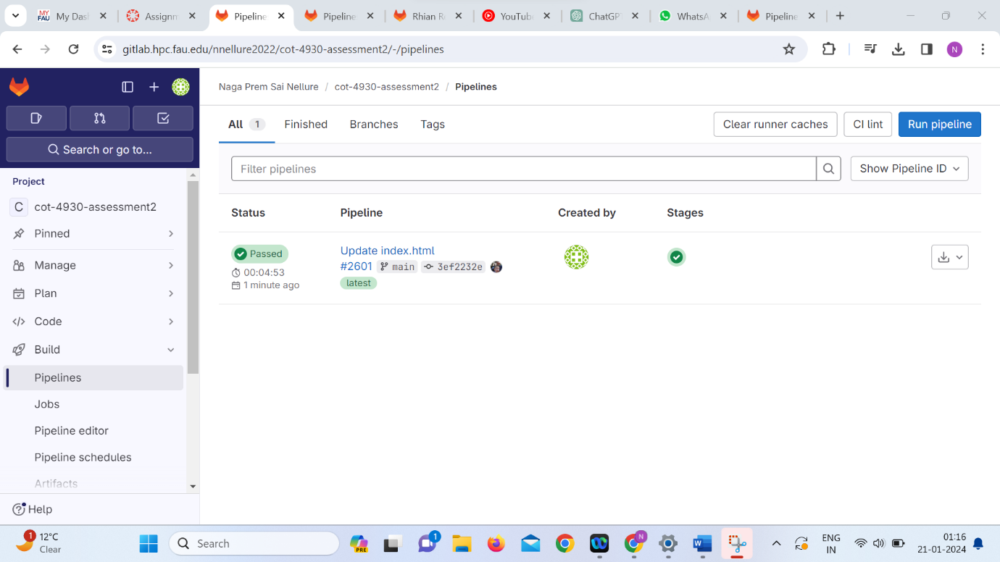 MY FAU My Dash
Assignm
Pipeline
Pipeline
Rhian R
YouTub
ChatGP
WhatsA
Pipeline
gitlab.hpc.fau.edu/nnellure2022/cot-4930-assessment2/-/pipelines
N
Naga Prem Sai Nellure / cot-4930-assessment2 / Pipelines
All 1 Finished Branches Tags
Clear runner caches CI lint Run pipeline
Search or go to...
Filter pipelines
Show Pipeline ID
Project
C cot-4930-assessment2
Pinned
Manage
Plan
Code
Build
Pipelines
Jobs
Pipeline editor
Pipeline schedules
Artifacts
Help
Status Pipeline Created by Stages
Passed
00:04:53
1 minute ago
Update index.html
#2601 main 3ef2232e
latest
1 12°C
Clear
Search
PRE
1
N
W
ENG
IN
01:16
21-01-2024